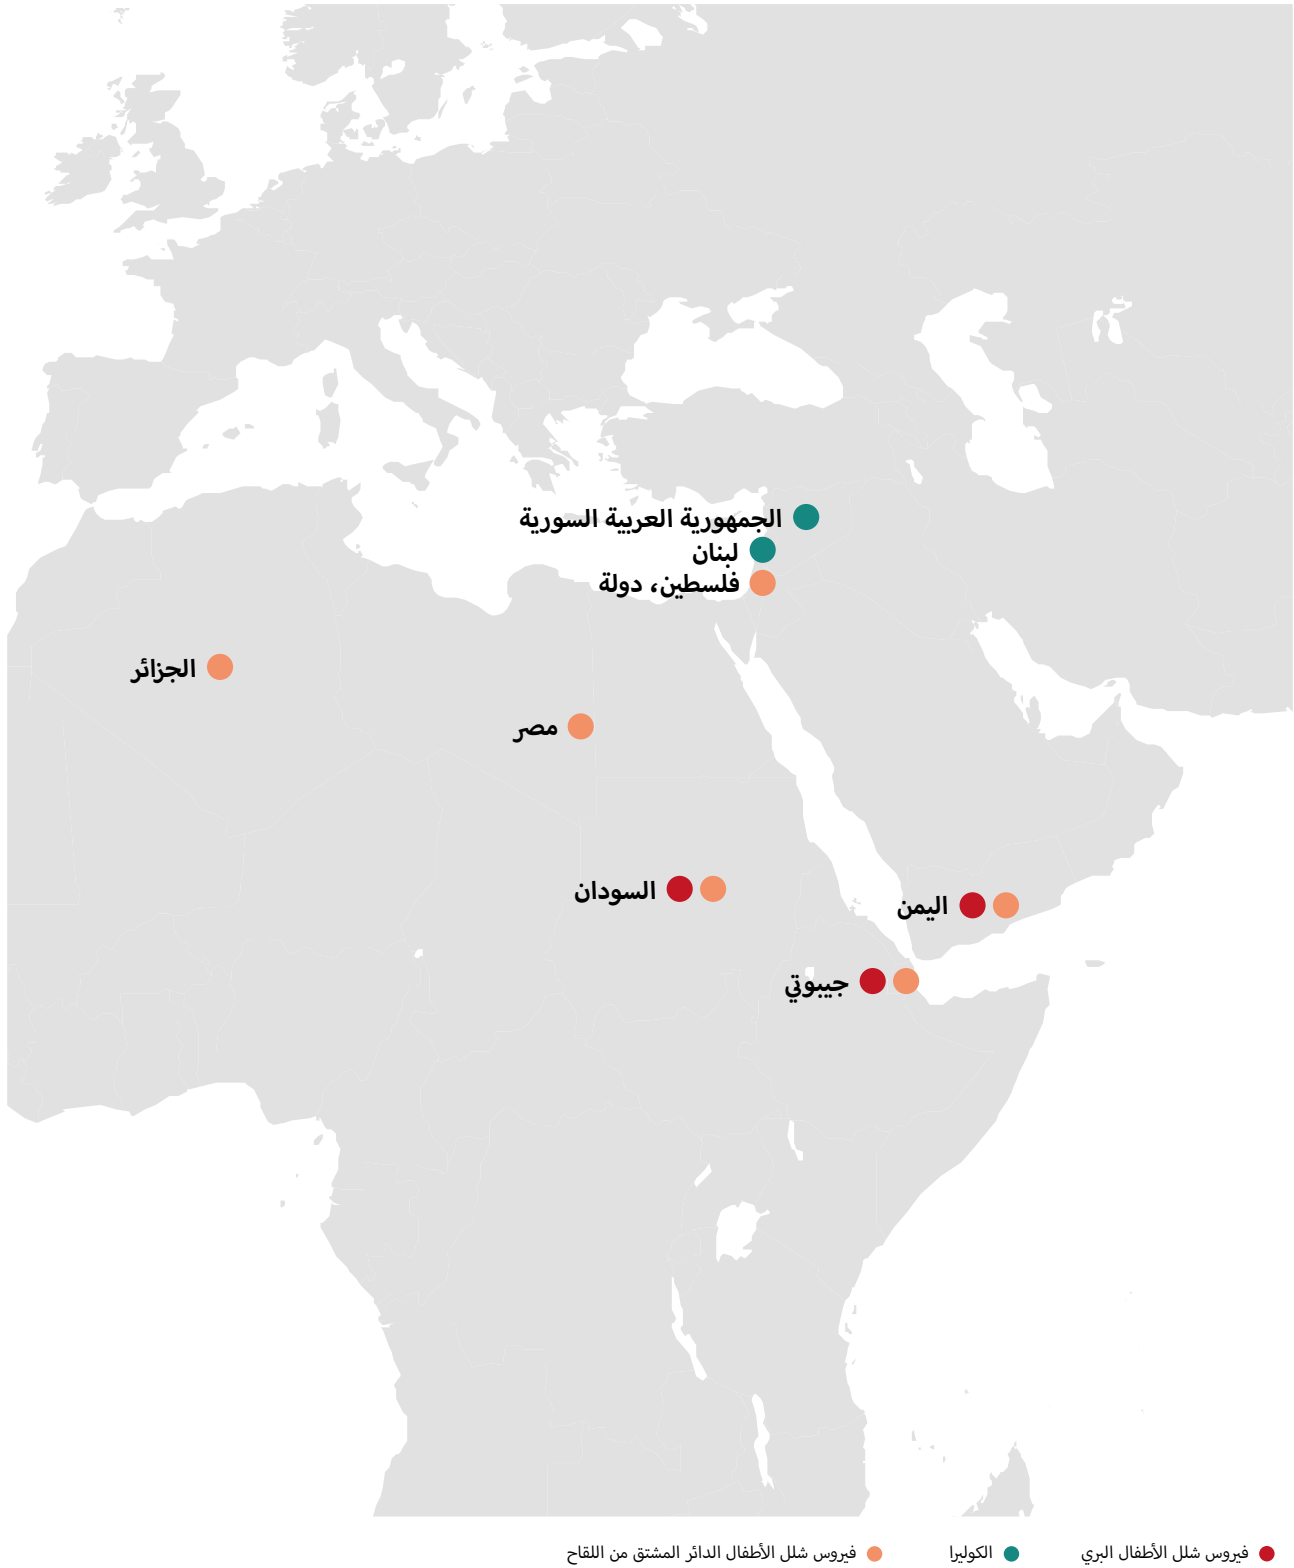 الجمهورية العربية السورية
لبنان
فلسطين، دولة
الجزائر
مصر
السودان
اليمن
جيبوتي
فيروس شلل الأطفال البري
الكوليرا
فيروس شلل الأطفال الدائر المشتق من اللقاح